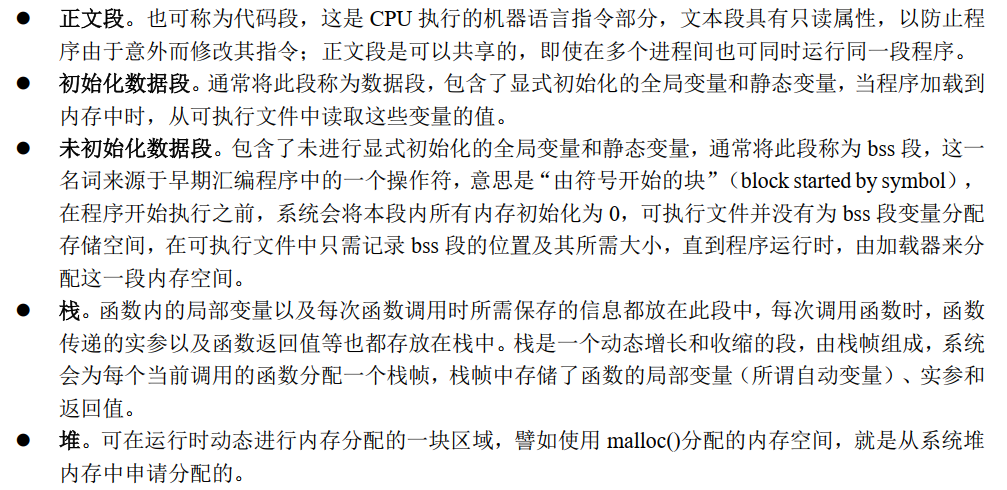 ● 正文段。也可称为代码段，这是 CPU 执行的机器语言指令部分，文本段具有只读属性，以防止程
序由于意外而修改其指令；正文段是可以共享的，即使在多个进程间也可同时运行同一段程序。
● 初始化数据段。通常将此段称为数据段，包含了显式初始化的全局变量和静态变量，当程序加载到
内存中时，从可执行文件中读取这些变量的值。
● 未初始化数据段。包含了未进行显式初始化的全局变量和静态变量，通常将此段称为 bss 段，这一
名词来源于早期汇编程序中的一个操作符，意思是“由符号开始的块”（block started by symbol），
在程序开始执行之前，系统会将本段内所有内存初始化为 0，可执行文件并没有为 bss 段变量分配
存储空间，在可执行文件中只需记录 bss 段的位置及其所需大小，直到程序运行时，由加载器来分
配这一段内存空间。
● 栈。函数内的局部变量以及每次函数调用时所需保存的信息都放在此段中，每次调用函数时，函数
传递的实参以及函数返回值等也都存放在栈中。栈是一个动态增长和收缩的段，由栈帧组成，系统
会为每个当前调用的函数分配一个栈帧，栈帧中存储了函数的局部变量（所谓自动变量）、实参和
返回值。
● 堆。可在运行时动态进行内存分配的一块区域，譬如使用 malloc()分配的内存空间，就是从系统堆
内存中申请分配的。